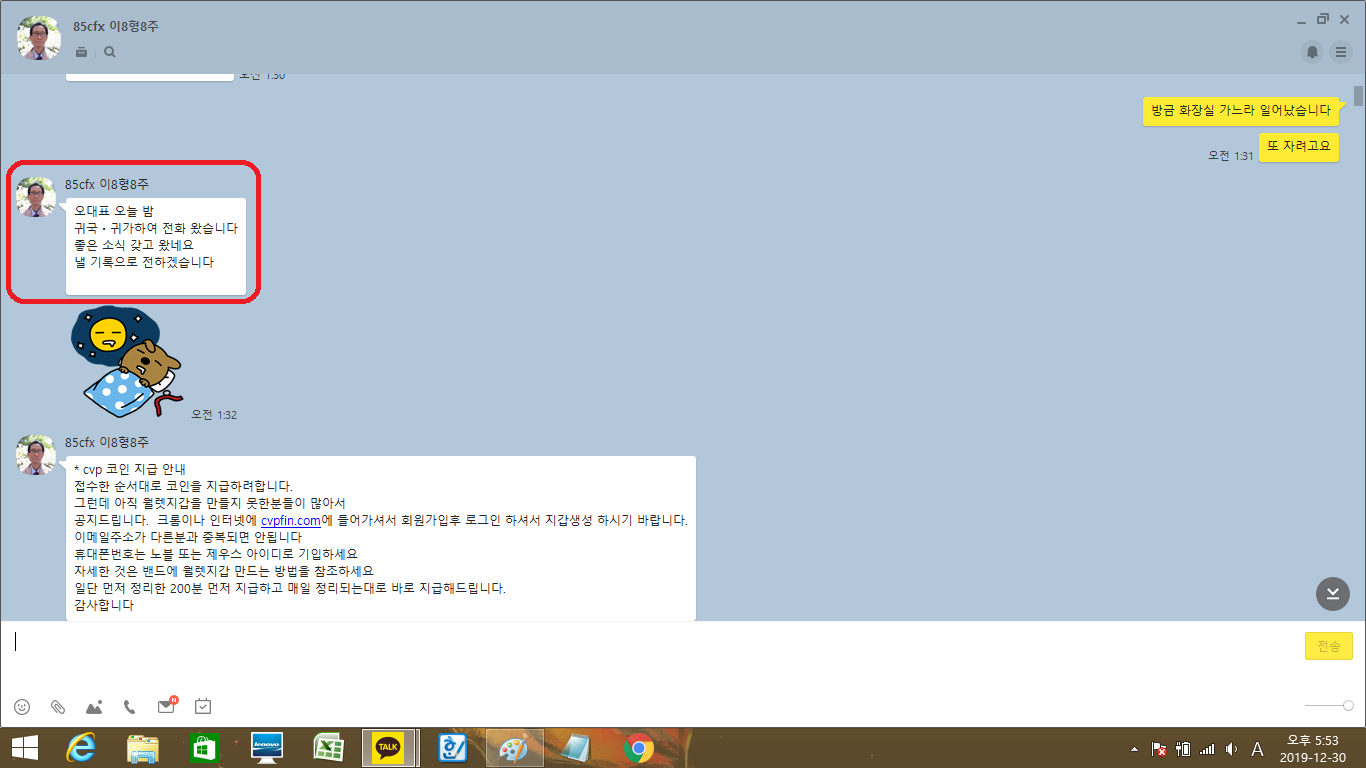 85cfx 이8형8주
오전 1:30
방금 화장실 가느라 일어났습니다
오전 1:31
또 자려고요
85cfx 이8형8주
오대표 오늘 밤
귀국·귀가하여 전화 왔습니다
좋은 소식 갖고 왔네요
낼 기록으로 전하겠습니다
오전 1:32
85cfx 이8형8주
* cvp 코인 지급 안내
접수한 순서대로 코인을 지급하려합니다.
그런데 아직 월렛지갑을 만들지 못한분들이 많아서
공지드립니다. 크롬이나 인터넷에 cvpfin.com에 들어가셔서 회원가입후 로그인 하셔서 지갑생성 하시기 바랍니다.
이메일주소가 다른분과 중복되면 안됩니다
휴대폰번호는 노블 또는 제우스 아이디로 기입하세요
자세한 것은 밴드에 월렛지갑 만드는 방법을 참조하세요
일단 먼저 정리한 200분 먼저 지급하고 매일 정리되는대로 바로 지급해드립니다.
감사합니다
전송
N
lenovo
TALK
A
오후 5:53
2019-12-30